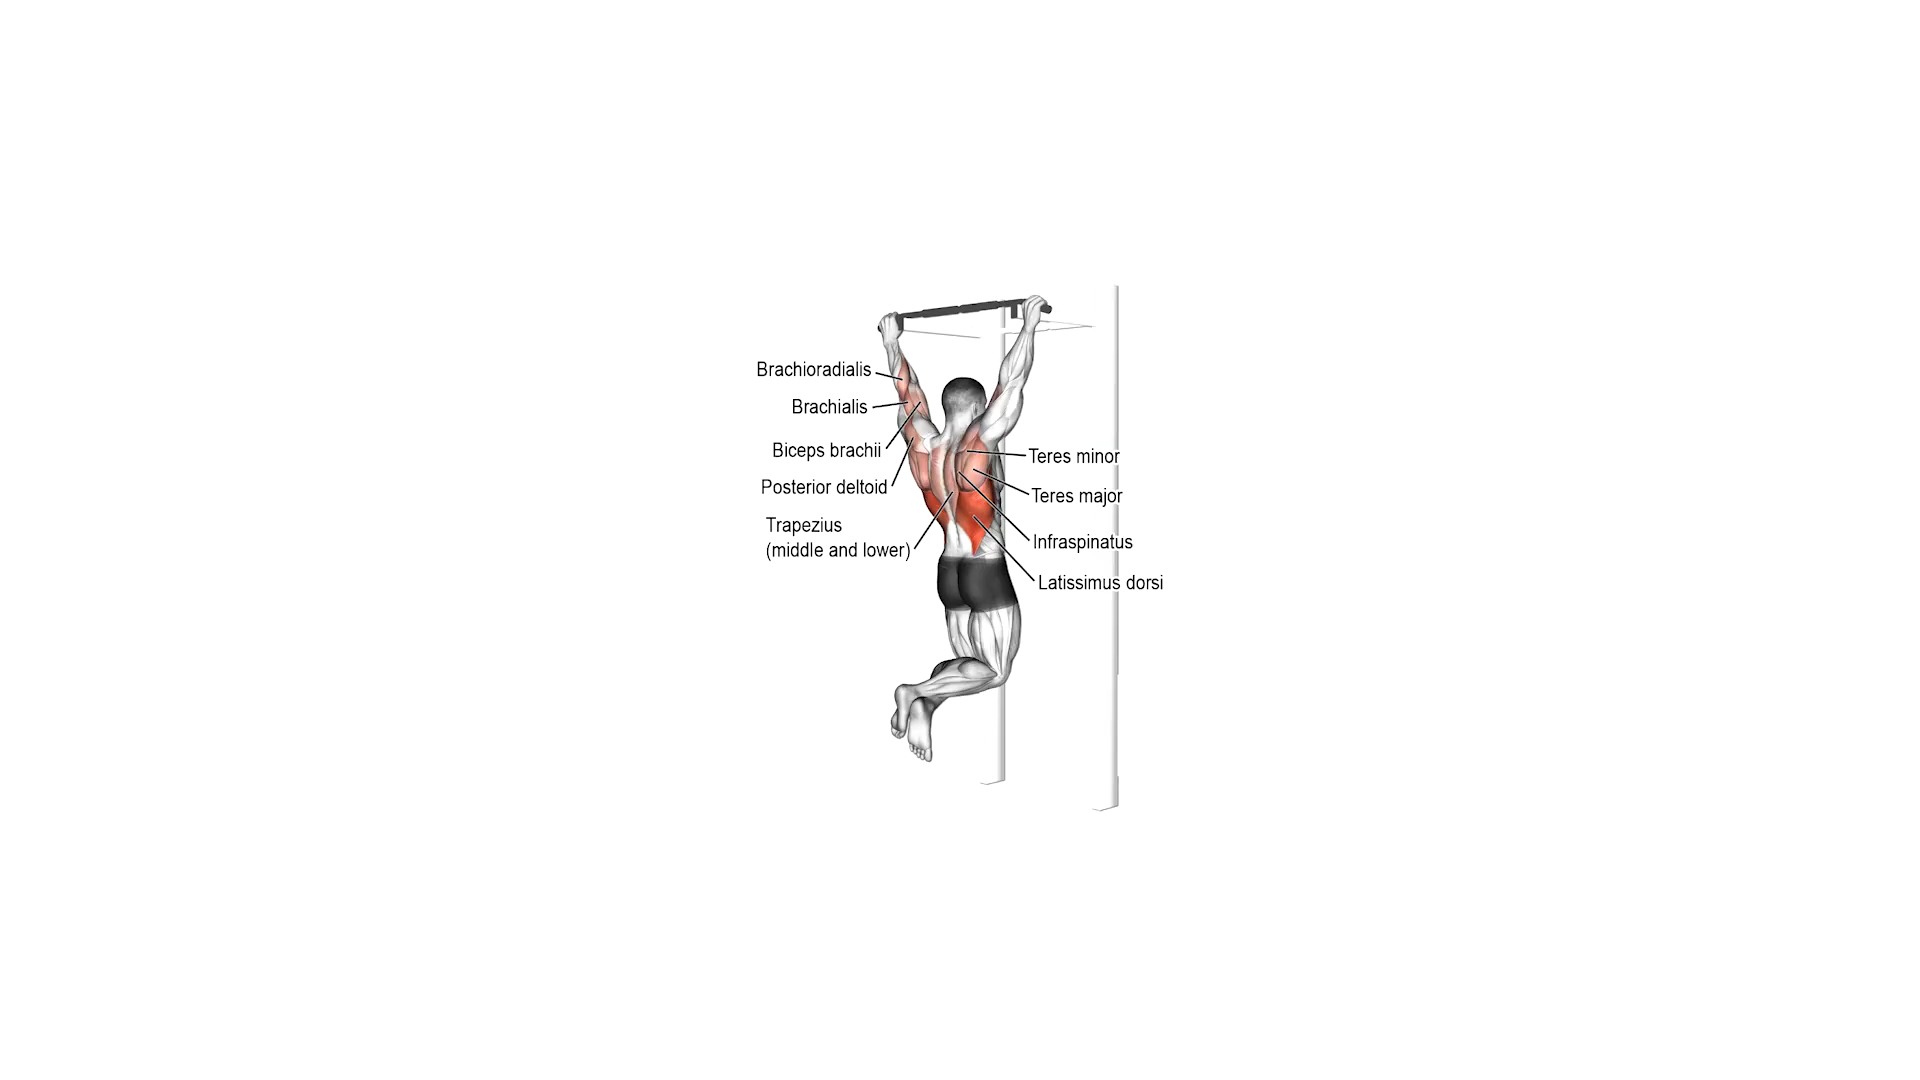 Brachioradialis
Brachialis
Biceps brachii
Posterior deltoid
Trapezius
(middle and lower)
Teres minor
Teres major
Infraspinatus
Latissimus dorsi